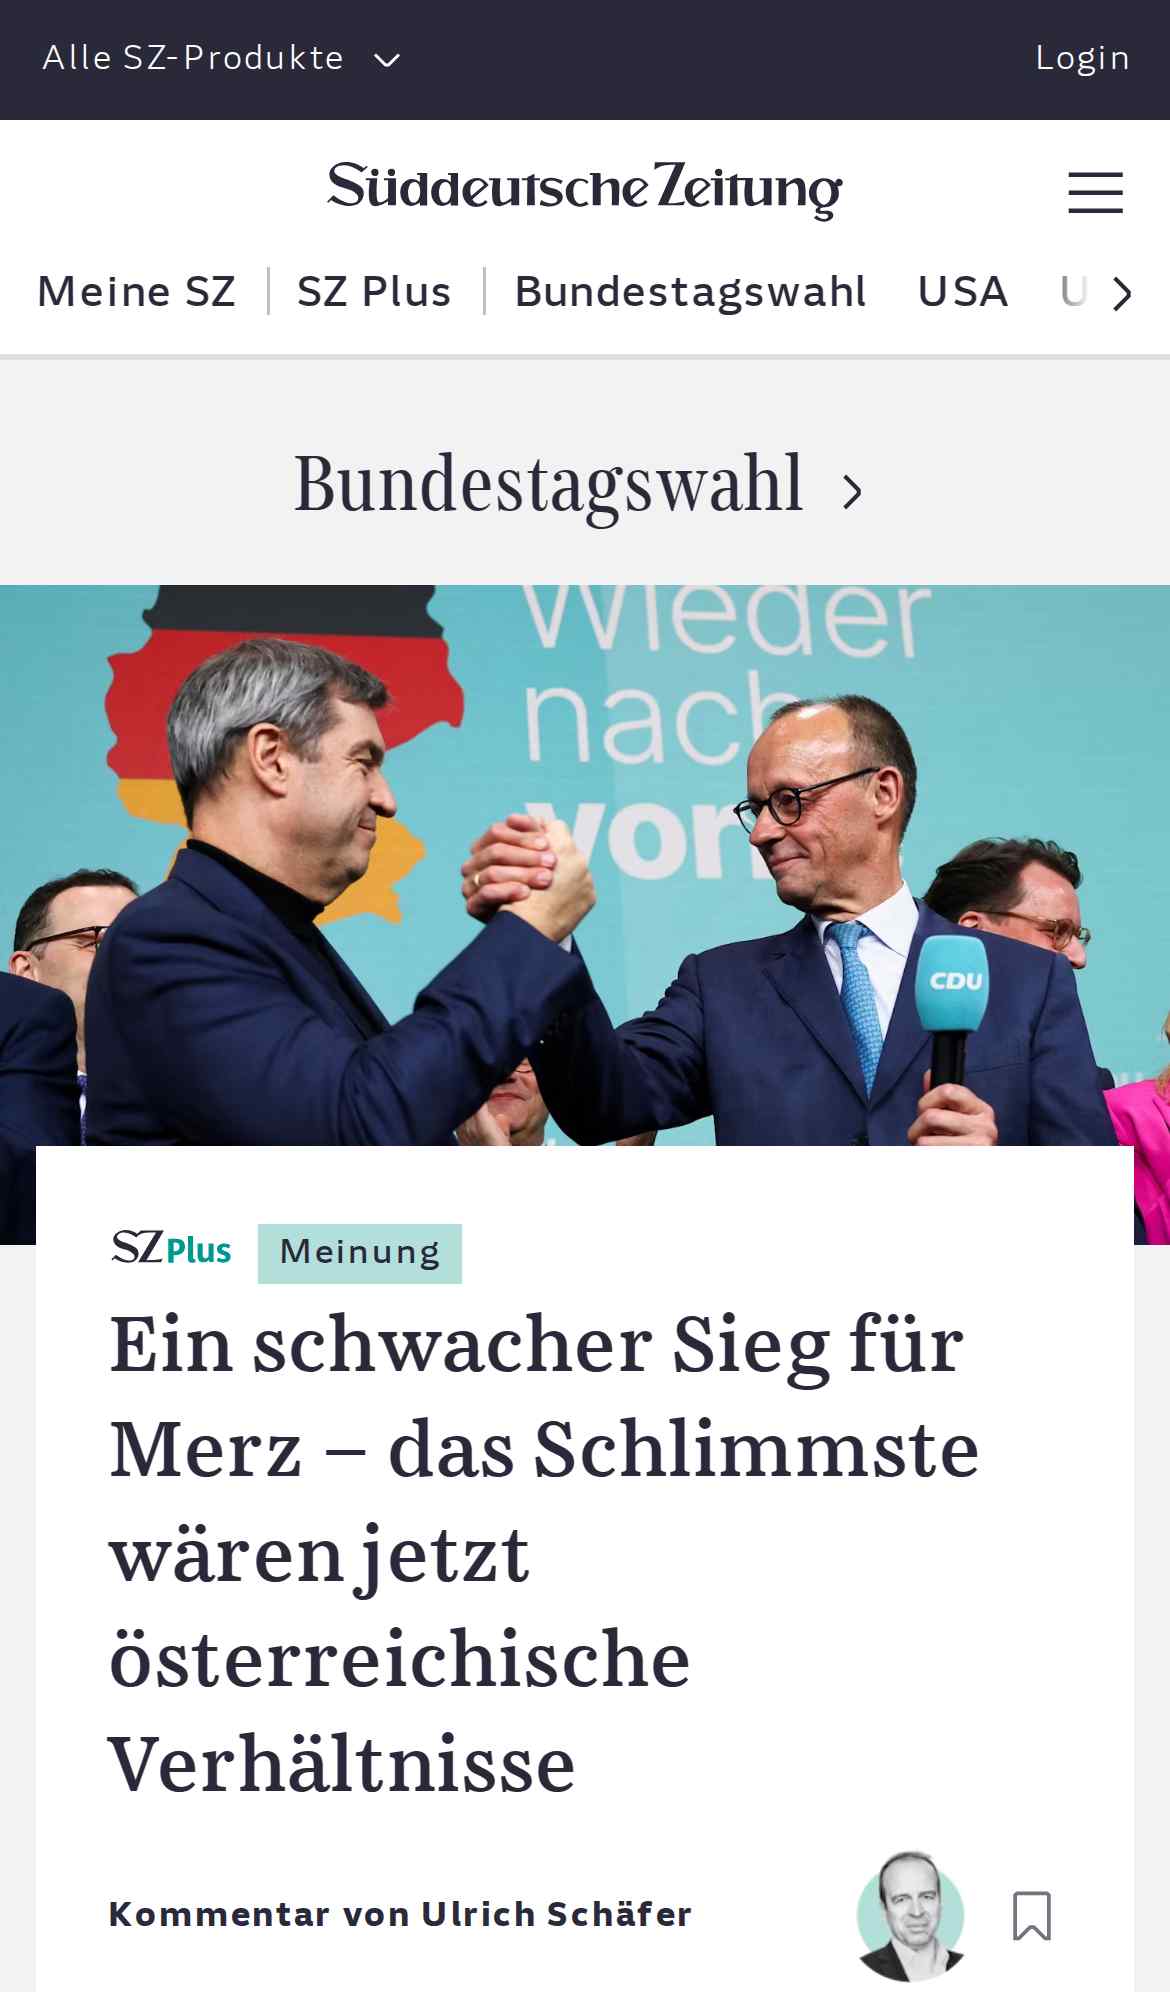 Alle SZ-Produkte
Login
Süddeutsche Zeitung
Meine SZ
SZ Plus
Bundestagswahl
USA
U
Bundestagswahl
Wieder
nach
CDU
SZ Plus
Meinung
Ein schwacher Sieg für
Merz – das Schlimmste
wären jetzt
österreichische
Verhältnisse
Kommentar von Ulrich Schäfer